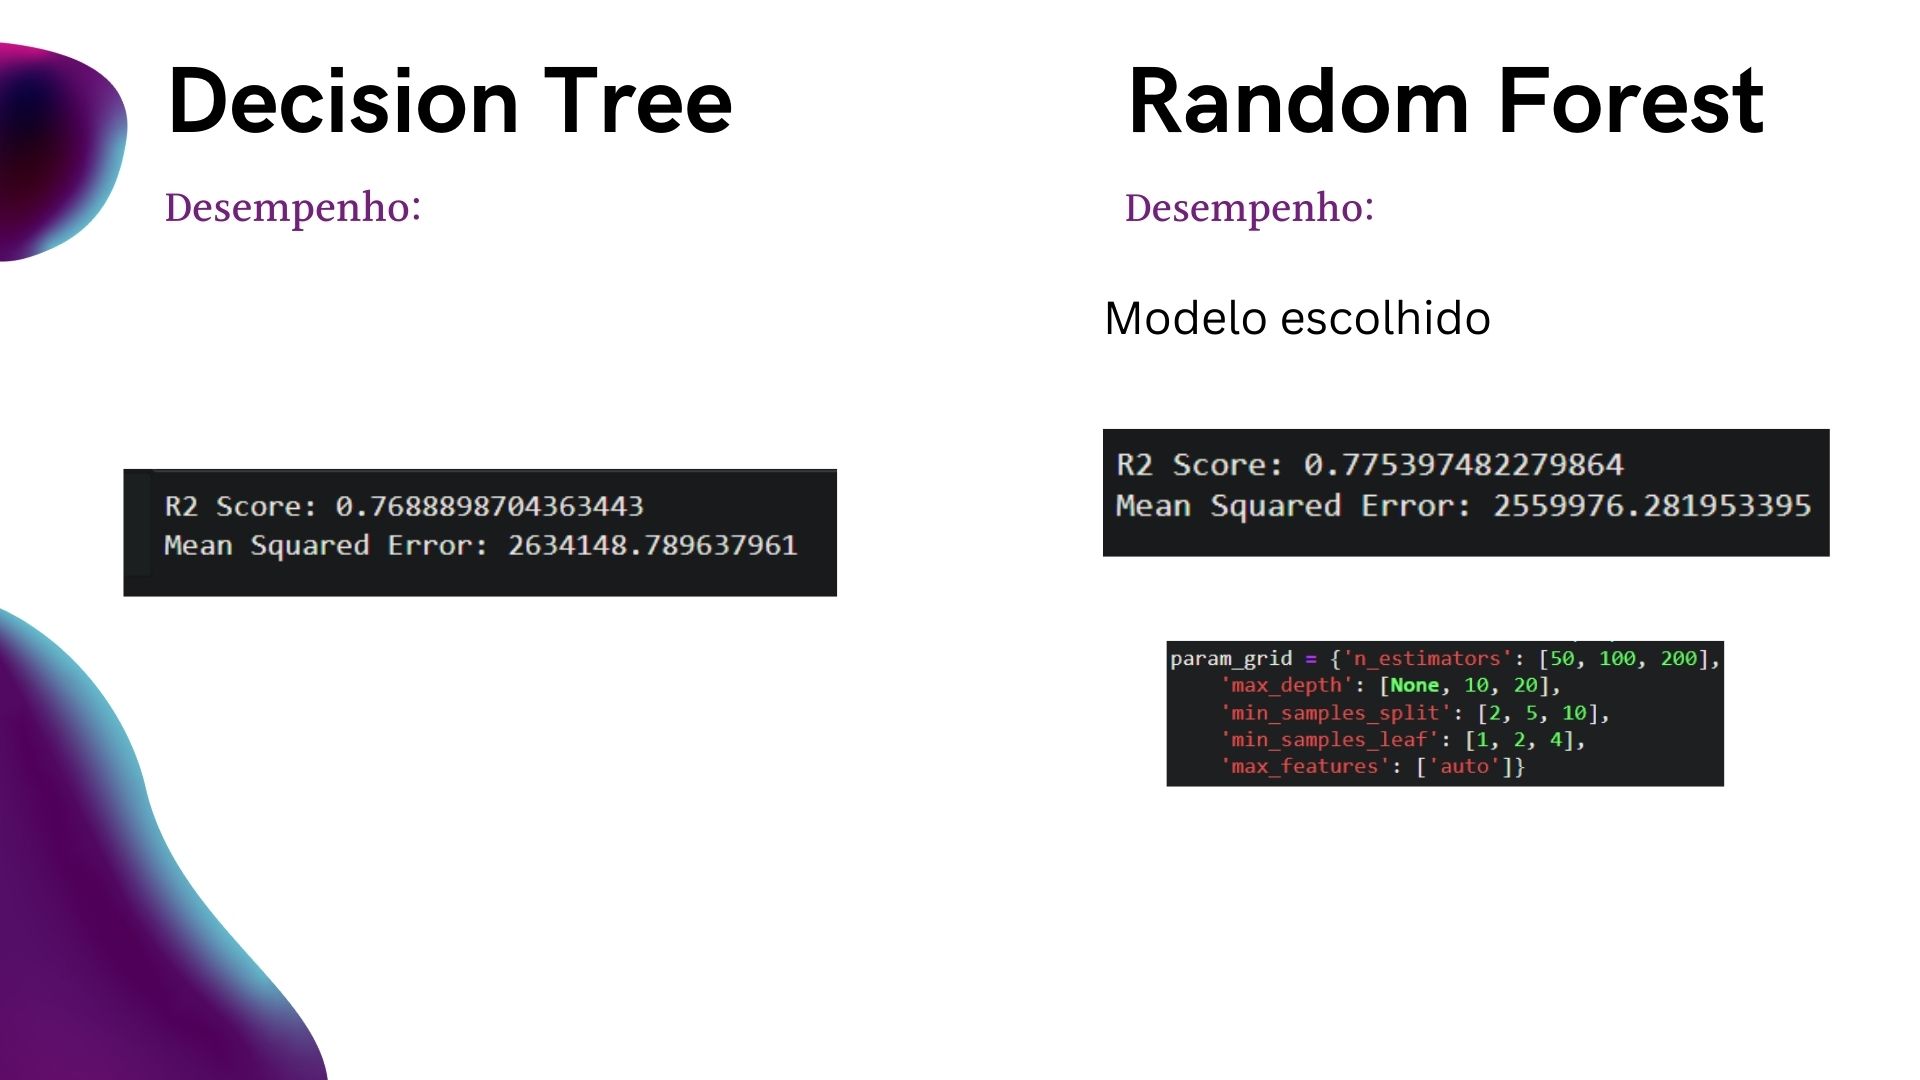 Decision Tree
Desempenho:
R2 Score: 0.7688898704363443
Mean Squared Error: 2634148.789637961
Random Forest
Desempenho:
Modelo escolhido
R2 Score: 0.775397482279864
Mean Squared Error: 2559976.281953395
param_grid = {'n_estimators': [50, 100, 200],
'max_depth': [None, 10, 20],
'min_samples_split': [2, 5, 10],
'min_samples_leaf': [1, 2, 4],
'max_features': ['auto']}